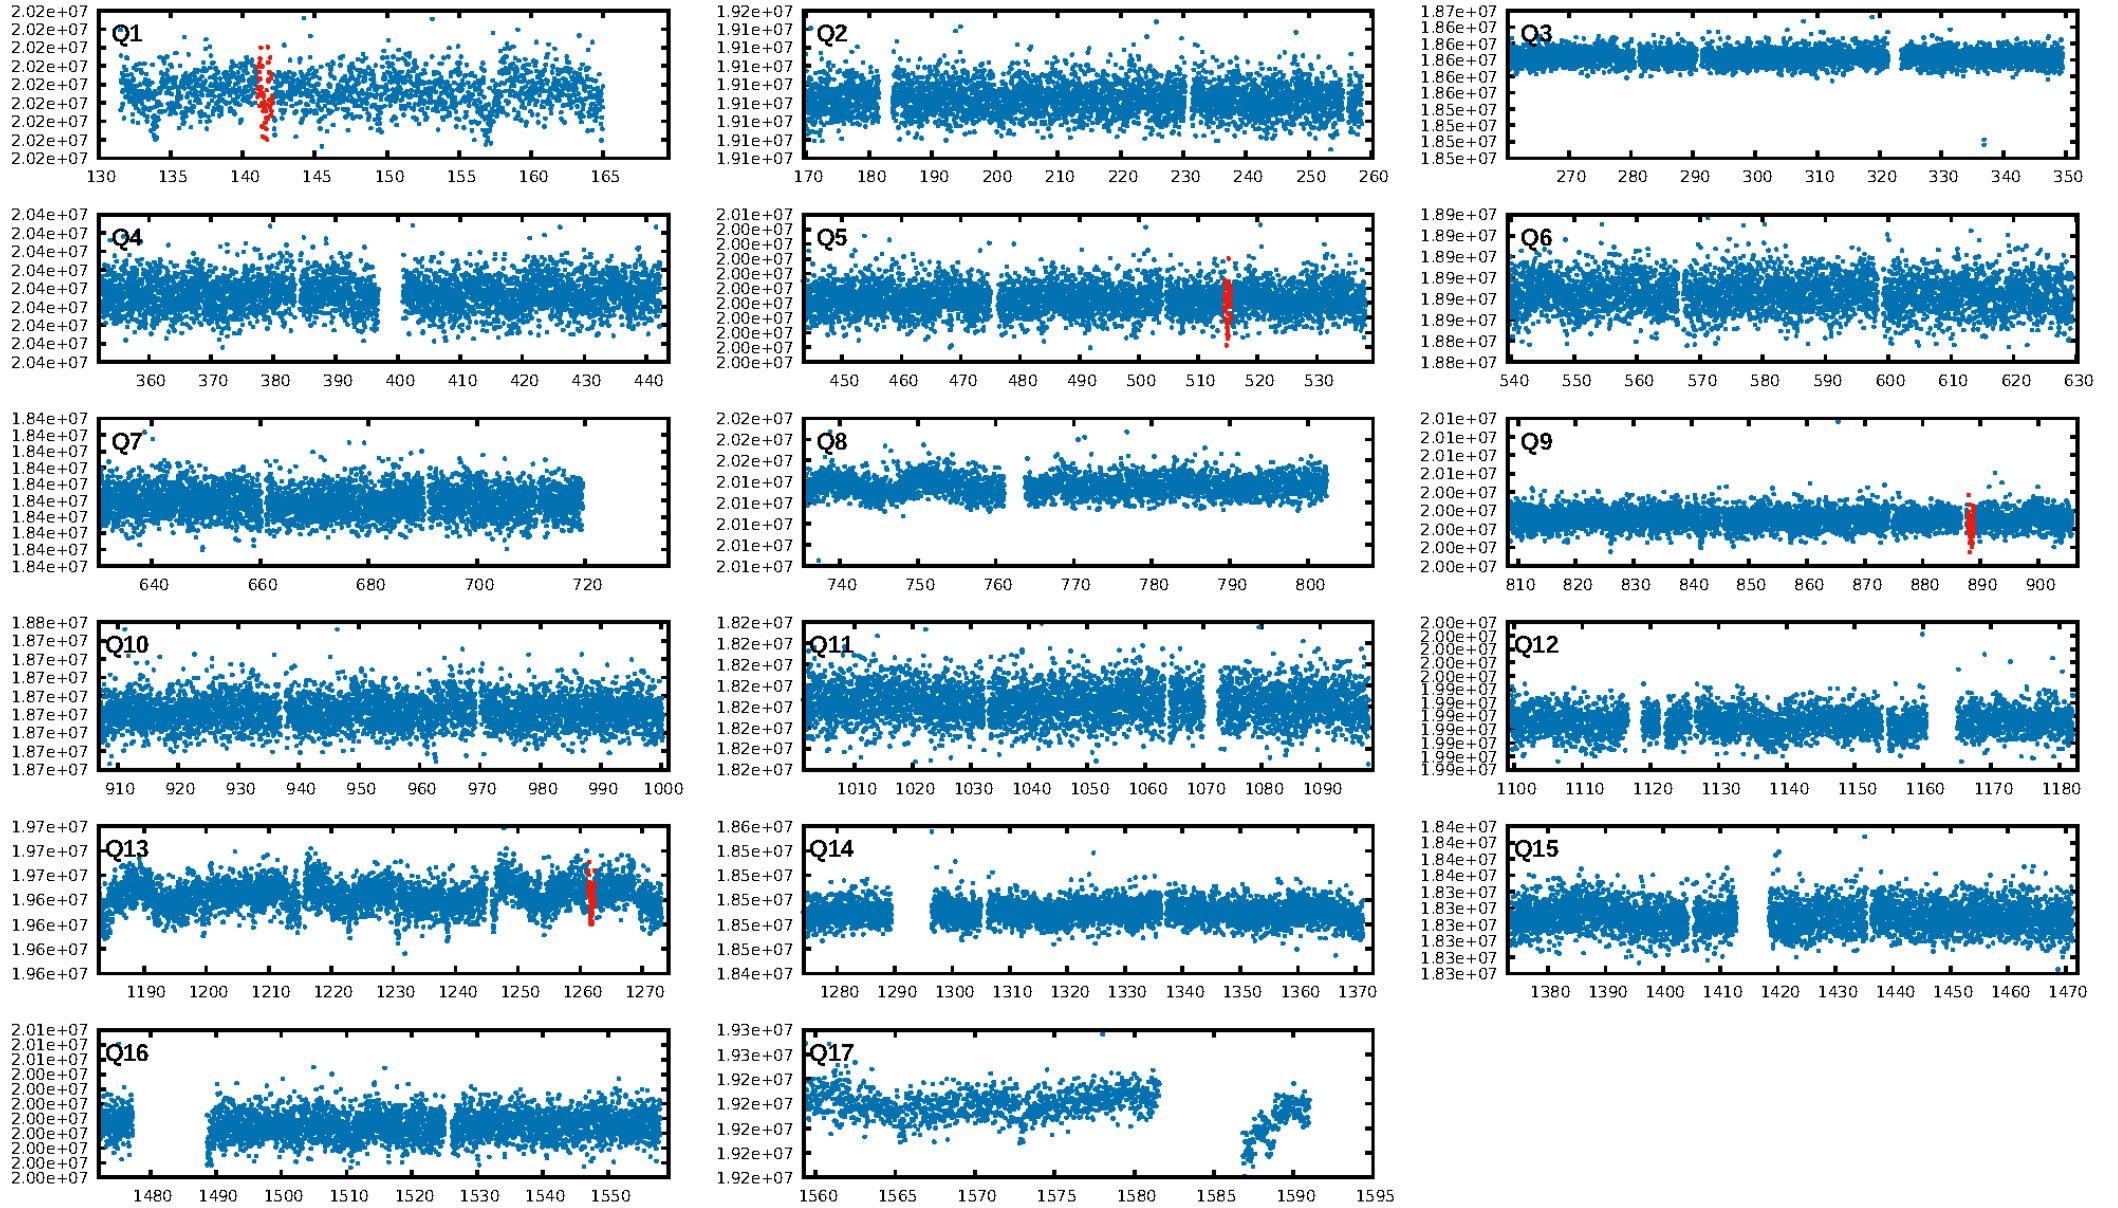 2.02e+07
2.02e+07
2.02e+07
2.02e+07
2.02e+07
2.02e+07
2.02e+07
2.02e+07
2.02e+07
Q1
130 135 140 145 150 155 160 165
1.92e+07
1.91e+07
1.91e+07
1.91e+07
1.91e+07
1.91e+07
1.91e+07
1.91e+07
1.91e+07
Q2
170 180 190 200 210 220 230 240 250 260
1.87e+07
1.86e+07
1.86e+07
1.86e+07
1.86e+07
1.86e+07
1.85e+07
1.85e+07
1.85e+07
1.85e+07
Q3
270 280 290 300 310 320 330 340 350
2.04e+07
2.04e+07
2.04e+07
2.04e+07
2.04e+07
2.04e+07
2.04e+07
2.04e+07
2.04e+07
Q4
360 370 380 390 400 410 420 430 440
2.01e+07
2.00e+07
2.00e+07
2.00e+07
2.00e+07
2.00e+07
2.00e+07
2.00e+07
2.00e+07
2.00e+07
2.00e+07
Q5
450 460 470 480 490 500 510 520 530
1.89e+07
1.89e+07
1.89e+07
1.89e+07
1.89e+07
1.89e+07
1.88e+07
1.88e+07
Q6
540 550 560 570 580 590 600 610 620 630
1.84e+07
1.84e+07
1.84e+07
1.84e+07
1.84e+07
1.84e+07
1.84e+07
1.84e+07
1.84e+07
1.84e+07
Q7
640 660 680 700 720
2.02e+07
2.02e+07
2.02e+07
2.01e+07
2.01e+07
2.01e+07
2.01e+07
2.01e+07
Q8
740 750 760 770 780 790 800
2.01e+07
2.01e+07
2.01e+07
2.01e+07
2.00e+07
2.00e+07
2.00e+07
2.00e+07
2.00e+07
Q9
810 820 830 840 850 860 870 880 890 900
1.88e+07
1.87e+07
1.87e+07
1.87e+07
1.87e+07
1.87e+07
1.87e+07
1.87e+07
1.87e+07
Q10
910 920 930 940 950 960 970 980 990 1000
1.82e+07
1.82e+07
1.82e+07
1.82e+07
1.82e+07
1.82e+07
1.82e+07
1.82e+07
Q11
1010 1020 1030 1040 1050 1060 1070 1080 1090
2.00e+07
2.00e+07
2.00e+07
2.00e+07
2.00e+07
1.99e+07
1.99e+07
1.99e+07
1.99e+07
1.99e+07
1.99e+07
1.99e+07
Q12
1100 1110 1120 1130 1140 1150 1160 1170 1180
1.97e+07
1.97e+07
1.97e+07
1.96e+07
1.96e+07
1.96e+07
1.96e+07
Q13
1190 1200 1210 1220 1230 1240 1250 1260 1270
1.86e+07
1.85e+07
1.85e+07
1.85e+07
1.85e+07
1.85e+07
1.84e+07
Q14
1280 1290 1300 1310 1320 1330 1340 1350 1360 1370
1.84e+07
1.84e+07
1.84e+07
1.84e+07
1.83e+07
1.83e+07
1.83e+07
1.83e+07
1.83e+07
1.83e+07
Q15
1380 1390 1400 1410 1420 1430 1440 1450 1460 1470
2.01e+07
2.01e+07
2.01e+07
2.00e+07
2.00e+07
2.00e+07
2.00e+07
2.00e+07
2.00e+07
2.00e+07
2.00e+07
Q16
1480 1490 1500 1510 1520 1530 1540 1550
1.93e+07
1.93e+07
1.92e+07
1.92e+07
1.92e+07
1.92e+07
1.92e+07
Q17
1560 1565 1570 1575 1580 1585 1590 1595